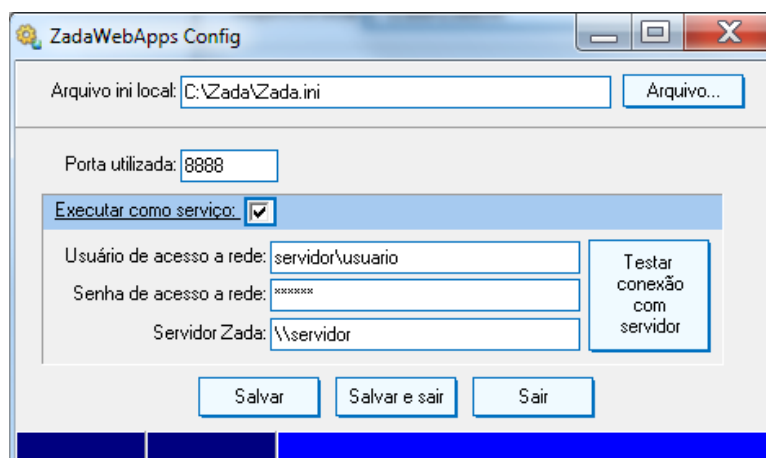 ZadaWebApps Config
Arquivo ini local: C:\Zada\Zada.ini Arquivo...
Porta utilizada: 8888
Executar como serviço:
Usuário de acesso a rede: servidor\usuario
Senha de acesso a rede: ******
Servidor Zada: \\servidor
Testar
conexão
com
servidor
Salvar Salvar e sair Sair